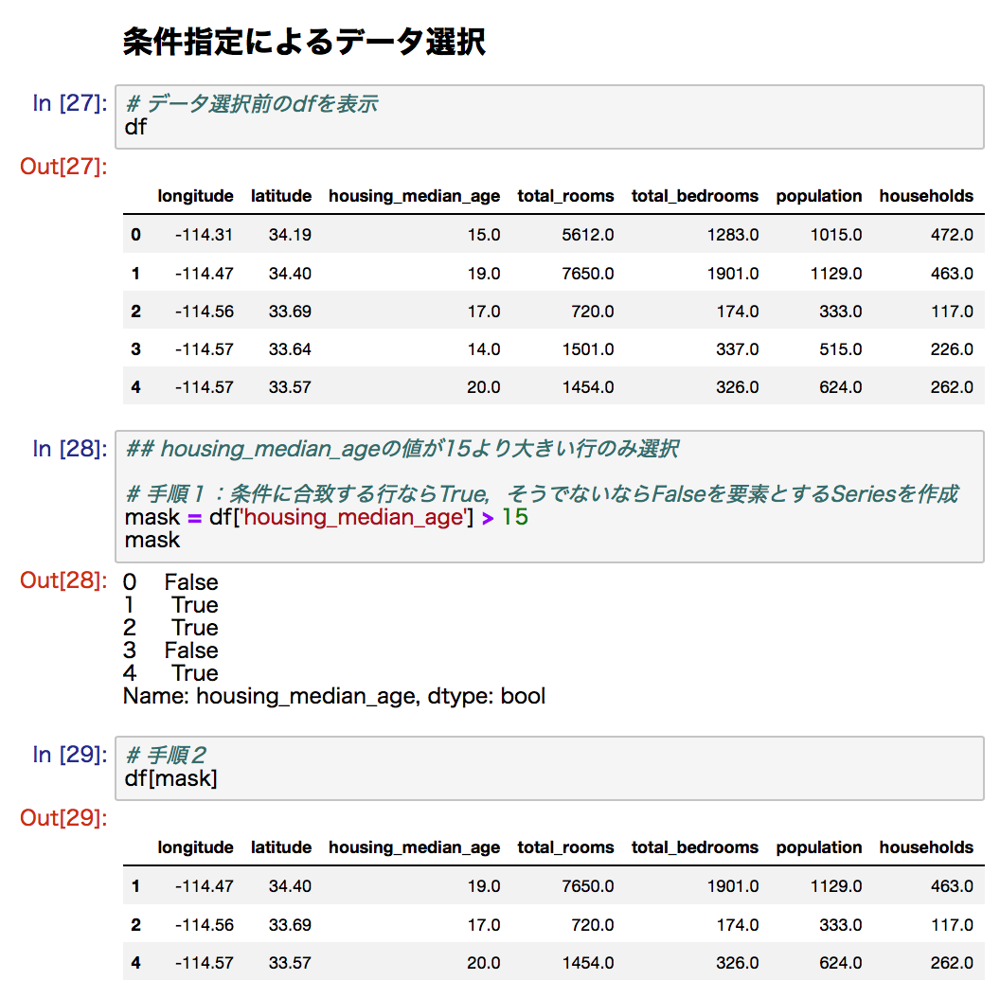 条件指定によるデータ選択
In [27]: # データ選択前のdfを表示
df
Out[27]:
longitude latitude housing_median_age total_rooms total_bedrooms population households
0 -114.31 34.19 15.0 5612.0 1283.0 1015.0 472.0
1 -114.47 34.40 19.0 7650.0 1901.0 1129.0 463.0
2 -114.56 33.69 17.0 720.0 174.0 333.0 117.0
3 -114.57 33.64 14.0 1501.0 337.0 515.0 226.0
4 -114.57 33.57 20.0 1454.0 326.0 624.0 262.0
In [28]: ## housing_median_ageの値が15より大きい行のみ選択
# 手順１：条件に合致する行ならTrue，そうでないならFalseを要素とするSeriesを作成
mask = df['housing_median_age'] > 15
mask
Out[28]: 0 False
1 True
2 True
3 False
4 True
Name: housing_median_age, dtype: bool
In [29]: # 手順２
df[mask]
Out[29]:
longitude latitude housing_median_age total_rooms total_bedrooms population households
1 -114.47 34.40 19.0 7650.0 1901.0 1129.0 463.0
2 -114.56 33.69 17.0 720.0 174.0 333.0 117.0
4 -114.57 33.57 20.0 1454.0 326.0 624.0 262.0